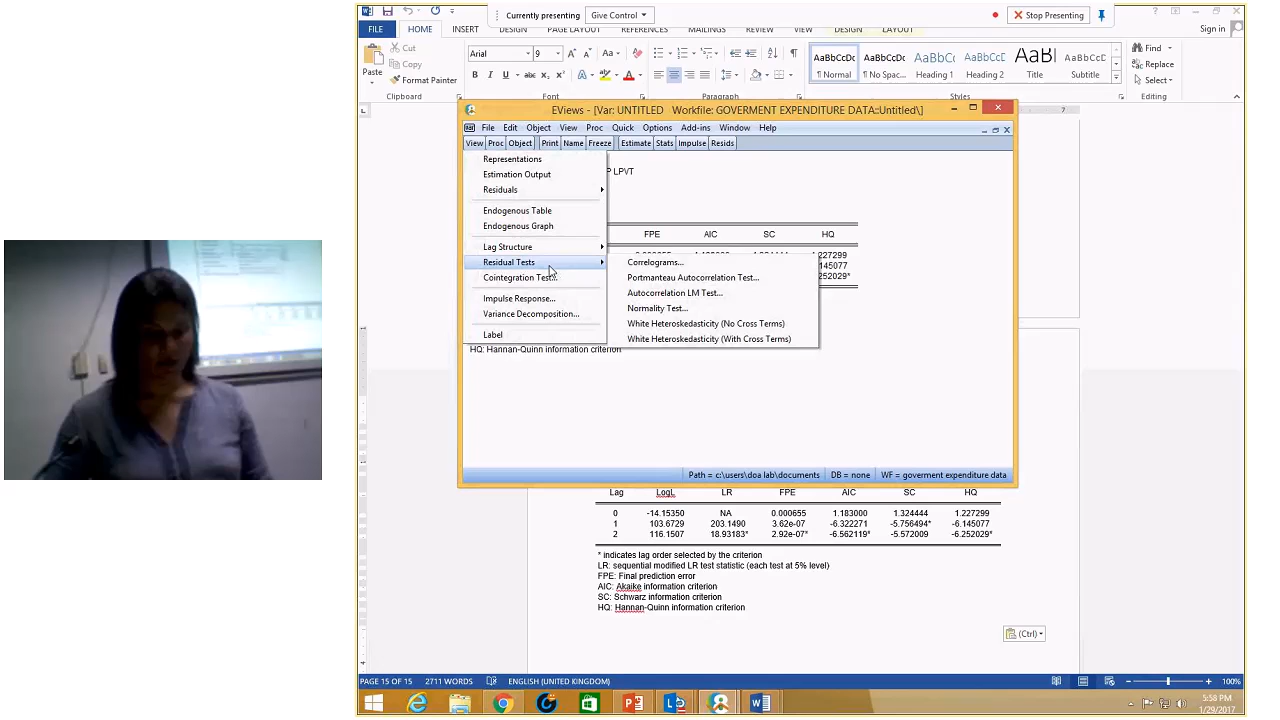 Currently presenting Give Control Stop Presenting
Sign in
FILE HOME INSERT DESIGN PAGE LAYOUT REFERENCES MAILINGS REVIEW VIEW DESIGN LAYOUT
Paste
Cut
Copy
Format Painter
Clipboard
Arial 9
Font
Paragraph
AaBbCcDc AaBbCcDc AaBbCc AaBbCcD AaBl AaBbCcD
¶ Normal ¶ No Spac... Heading 1 Heading 2 Title Subtitle
Styles
Find
Replace
Select
Editing
EViews - [Var: UNTITLED Workfile: GOVERMENT EXPENDITURE DATA::Untitled\]
File Edit Object View Proc Quick Options Add-ins Window Help
View Proc Object Print Name Freeze Estimate Stats Impulse Resids
Representations
Estimation Output
Residuals
Endogenous Table
Endogenous Graph
Lag Structure
Residual Tests
Cointegration Test...
Impulse Response...
Variance Decomposition...
Label
P LPVT
FPE AIC SC HQ
1.227299
.145077
.252029*
Correlograms...
Portmanteau Autocorrelation Test...
Autocorrelation LM Test...
Normality Test...
White Heteroskedasticity (No Cross Terms)
White Heteroskedasticity (With Cross Terms)
HQ: Hannan-Quinn information criterion
Path = c:\users\doa lab\documents DB = none WF = goverment expenditure data
Lag LogL LR FPE AIC SC HQ
0 -14.15350 NA 0.000655 1.183000 1.324444 1.227299
1 103.6729 203.1490 3.62e-07 -6.322271 -5.756494* -6.145077
2 116.1507 18.93183* 2.92e-07* -6.562119* -5.572009 -6.252029*
* indicates lag order selected by the criterion
LR: sequential modified LR test statistic (each test at 5% level)
FPE: Final prediction error
AIC: Akaike information criterion
SC: Schwarz information criterion
HQ: Hannan-Quinn information criterion
(Ctrl)
PAGE 15 OF 15 2711 WORDS ENGLISH (UNITED KINGDOM) 100%
5:58 PM
1/29/2017